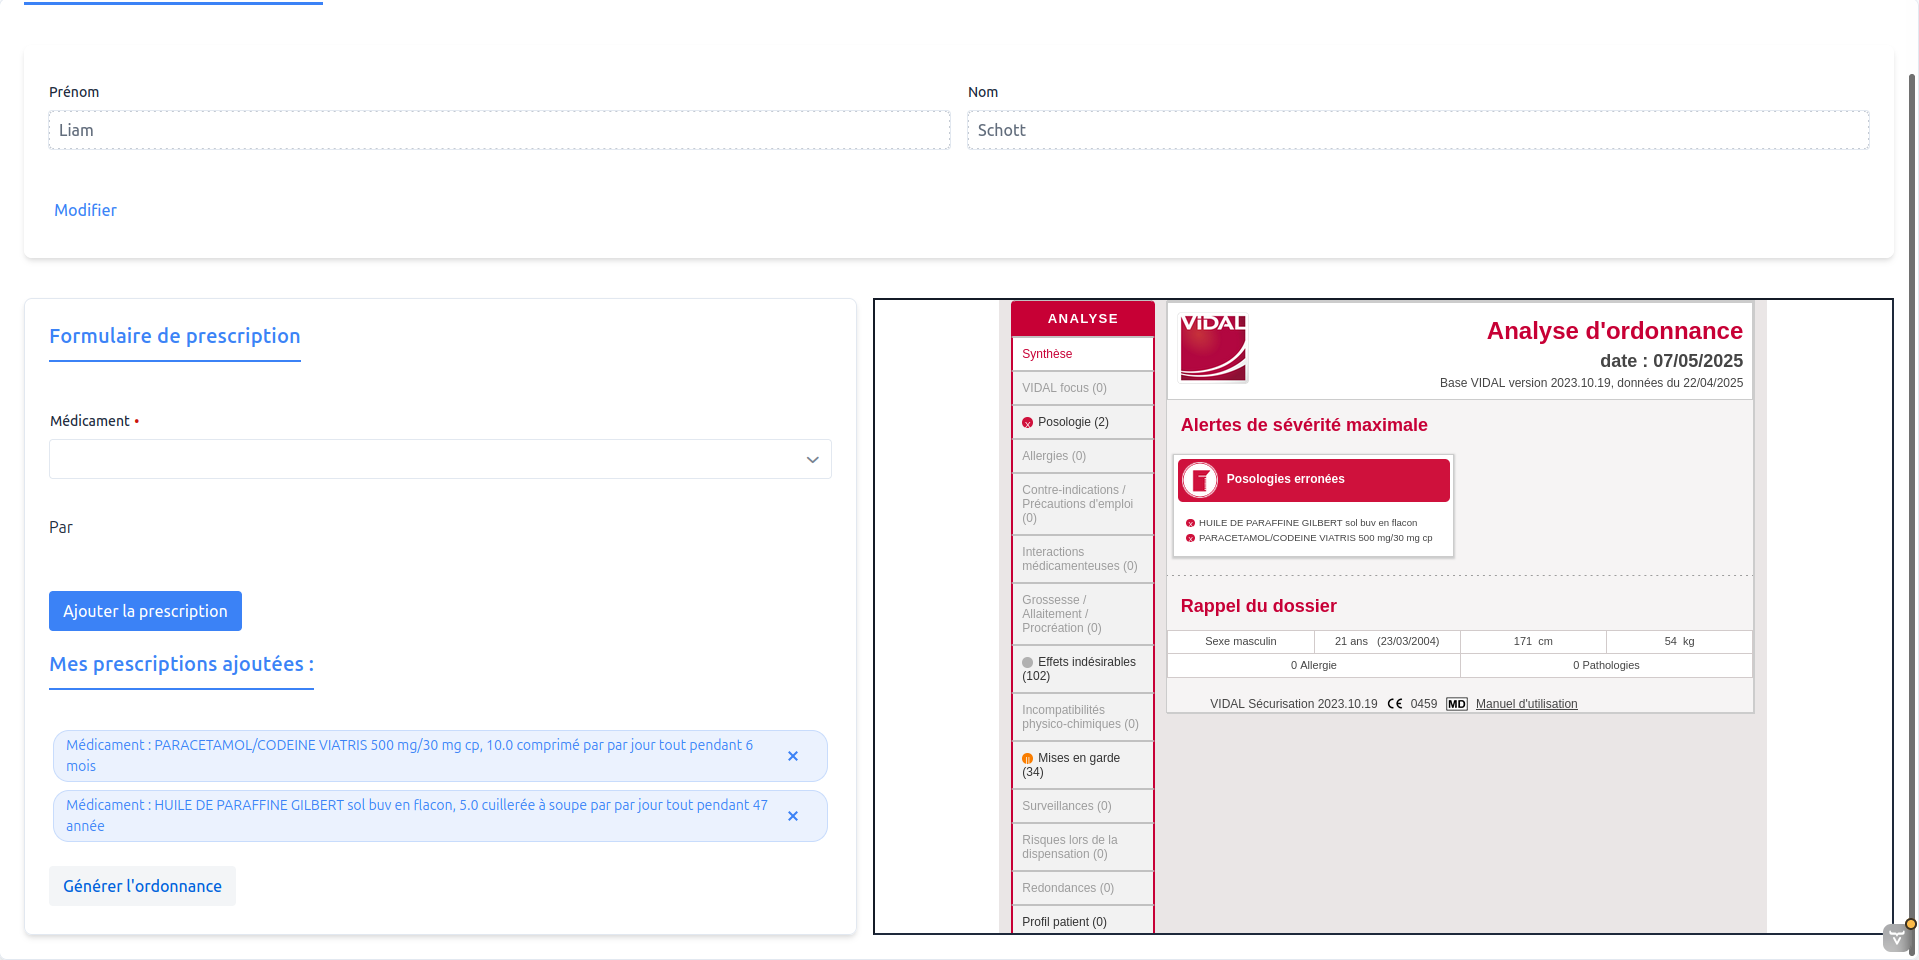 Prénom
Nom
Liam
Schott
Modifier
Formulaire de prescription
Médicament •
Par
Ajouter la prescription
Mes prescriptions ajoutées :
Médicament : PARACETAMOL/CODEINE VIATRIS 500 mg/30 mg cp, 10.0 comprimé par par jour tout pendant 6
mois
Médicament : HUILE DE PARAFFINE GILBERT sol buv en flacon, 5.0 cuillerée à soupe par par jour tout pendant 47
année
Générer l'ordonnance
ANALYSE
Synthèse
VIDAL focus (0)
Posologie (2)
Allergies (0)
Contre-indications /
Précautions d'emploi
(0)
Interactions
médicamenteuses (0)
Grossesse /
Allaitement /
Procréation (0)
Effets indésirables
(102)
Incompatibilités
physico-chimiques (0)
Mises en garde
(34)
Surveillances (0)
Risques lors de la
dispensation (0)
Redondances (0)
Profil patient (0)
ViDAL
Analyse d'ordonnance
date : 07/05/2025
Base VIDAL version 2023.10.19, données du 22/04/2025
Alertes de sévérité maximale
Posologies erronées
HUILE DE PARAFFINE GILBERT sol buv en flacon
PARACETAMOL/CODEINE VIATRIS 500 mg/30 mg cp
Rappel du dossier
Sexe masculin
21 ans (23/03/2004)
171 cm
54 kg
0 Allergie
0 Pathologies
VIDAL Sécurisation 2023.10.19 CE 0459 MD Manuel d'utilisation